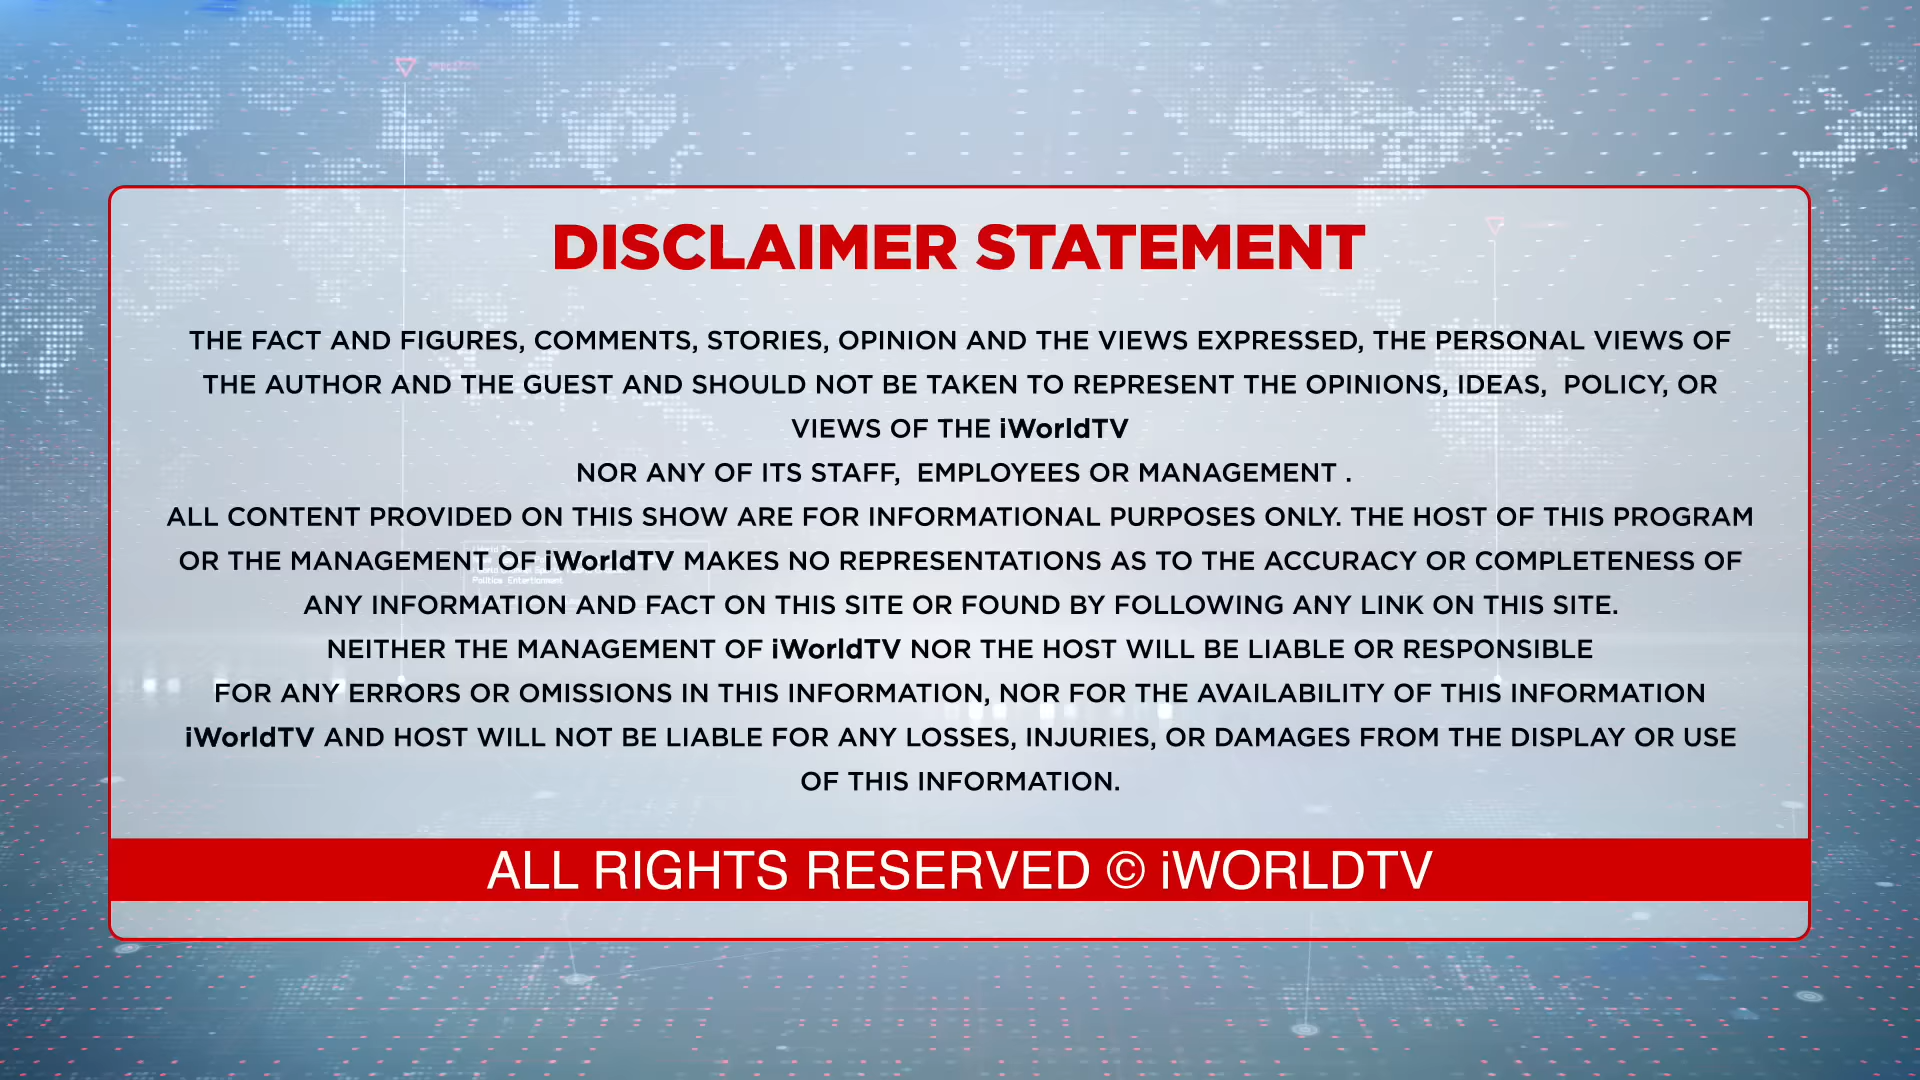 DISCLAIMER STATEMENT
THE FACT AND FIGURES, COMMENTS, STORIES, OPINION AND THE VIEWS EXPRESSED, THE PERSONAL VIEWS OF
THE AUTHOR AND THE GUEST AND SHOULD NOT BE TAKEN TO REPRESENT THE OPINIONS, IDEAS,  POLICY, OR
VIEWS OF THE iWorldTV
NOR ANY OF ITS STAFF,  EMPLOYEES OR MANAGEMENT .
ALL CONTENT PROVIDED ON THIS SHOW ARE FOR INFORMATIONAL PURPOSES ONLY. THE HOST OF THIS PROGRAM
OR THE MANAGEMENT OF iWorldTV MAKES NO REPRESENTATIONS AS TO THE ACCURACY OR COMPLETENESS OF
Politica Entertionment
ANY INFORMATION AND FACT ON THIS SITE OR FOUND BY FOLLOWING ANY LINK ON THIS SITE.
NEITHER THE MANAGEMENT OF iWorldTV NOR THE HOST WILL BE LIABLE OR RESPONSIBLE
FOR ANY ERRORS OR OMISSIONS IN THIS INFORMATION, NOR FOR THE AVAILABILITY OF THIS INFORMATION
iWorldTV AND HOST WILL NOT BE LIABLE FOR ANY LOSSES, INJURIES, OR DAMAGES FROM THE DISPLAY OR USE
OF THIS INFORMATION.
ALL RIGHTS RESERVED © iWORLDTV